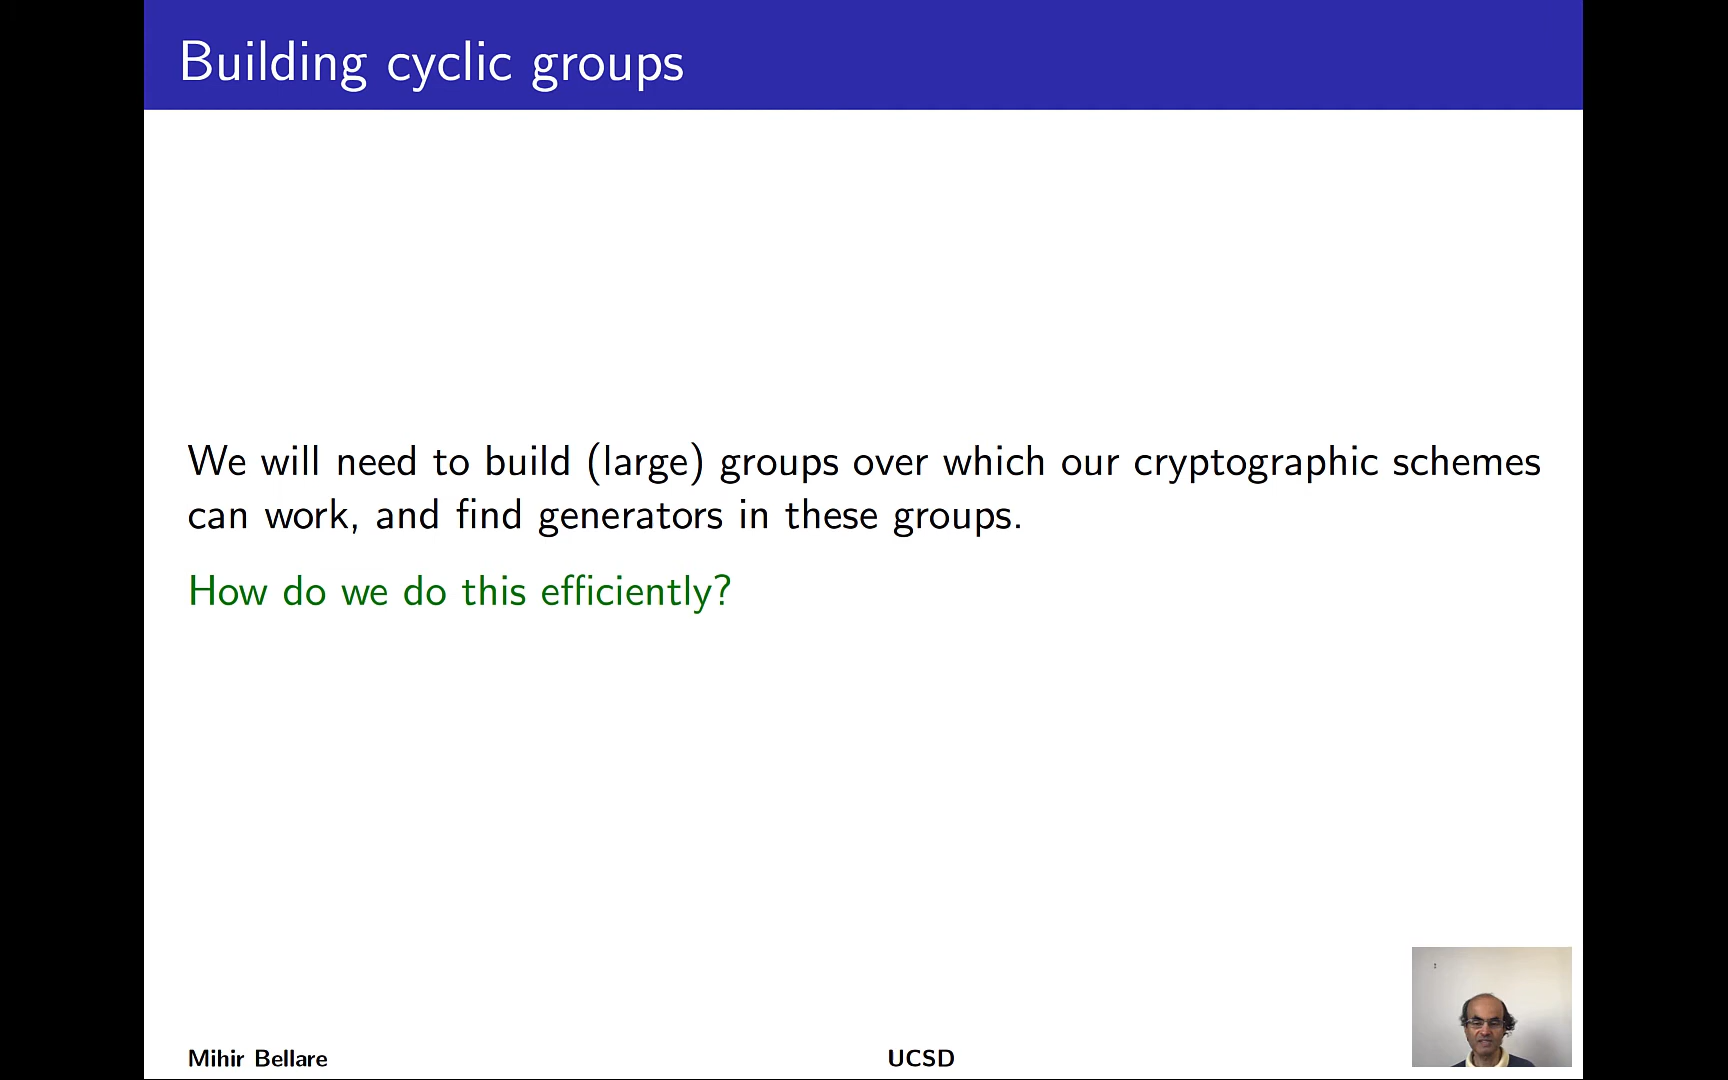 Building cyclic groups
We will need to build (large) groups over which our cryptographic schemes
can work, and find generators in these groups.
How do we do this efficiently?
Mihir Bellare
UCSD